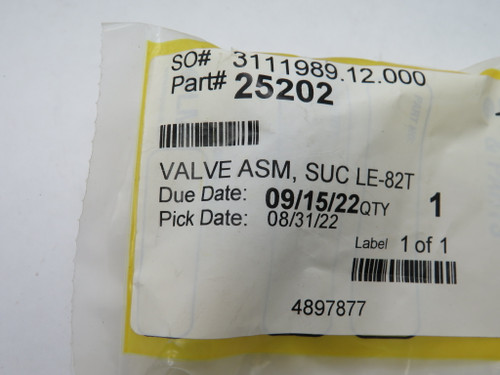 SO# 3111989.12.000
Part# 25202
VALVE ASM, SUC LE-82T
Due Date: 09/15/22 QTY 1
Pick Date: 08/31/22
Label 1 of 1
4897877